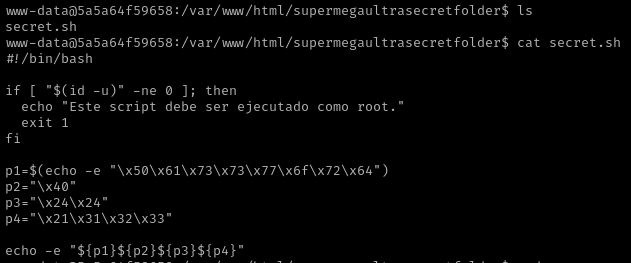 www-data@5a5a64f59658:/var/www/html/supermegaultrasecretfolder$ ls
secret.sh
www-data@5a5a64f59658:/var/www/html/supermegaultrasecretfolder$ cat secret.sh
#!/bin/bash
if [ "$(id -u)" -ne 0 ]; then
  echo "Este script debe ser ejecutado como root."
  exit 1
fi
p1=$(echo -e "\x50\x61\x73\x73\x77\x6f\x72\x64")
p2="\x40"
p3="\x24\x24"
p4="\x21\x31\x32\x33"
echo -e "${p1}${p2}${p3}${p4}"